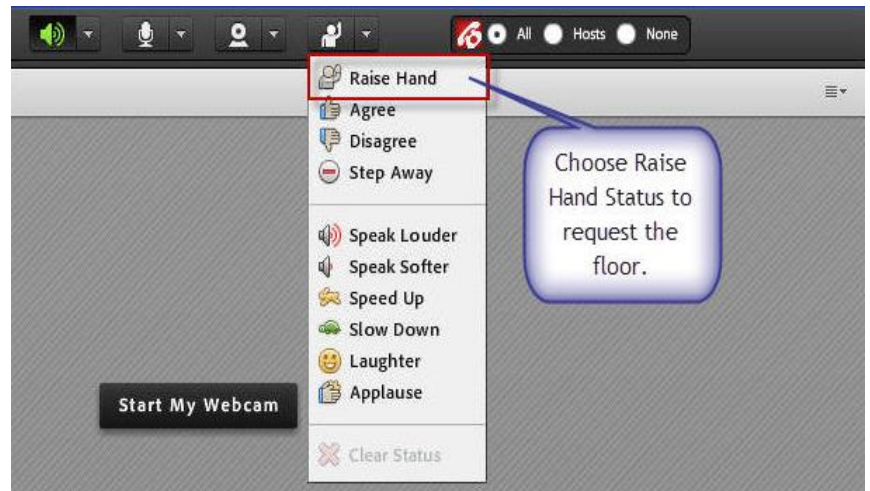 All Hosts None
Raise Hand
Agree
Disagree
Step Away
Choose Raise
Hand Status to
request the
floor.
Speak Louder
Speak Softer
Speed Up
Slow Down
Laughter
Applause
Start My Webcam
Clear Status